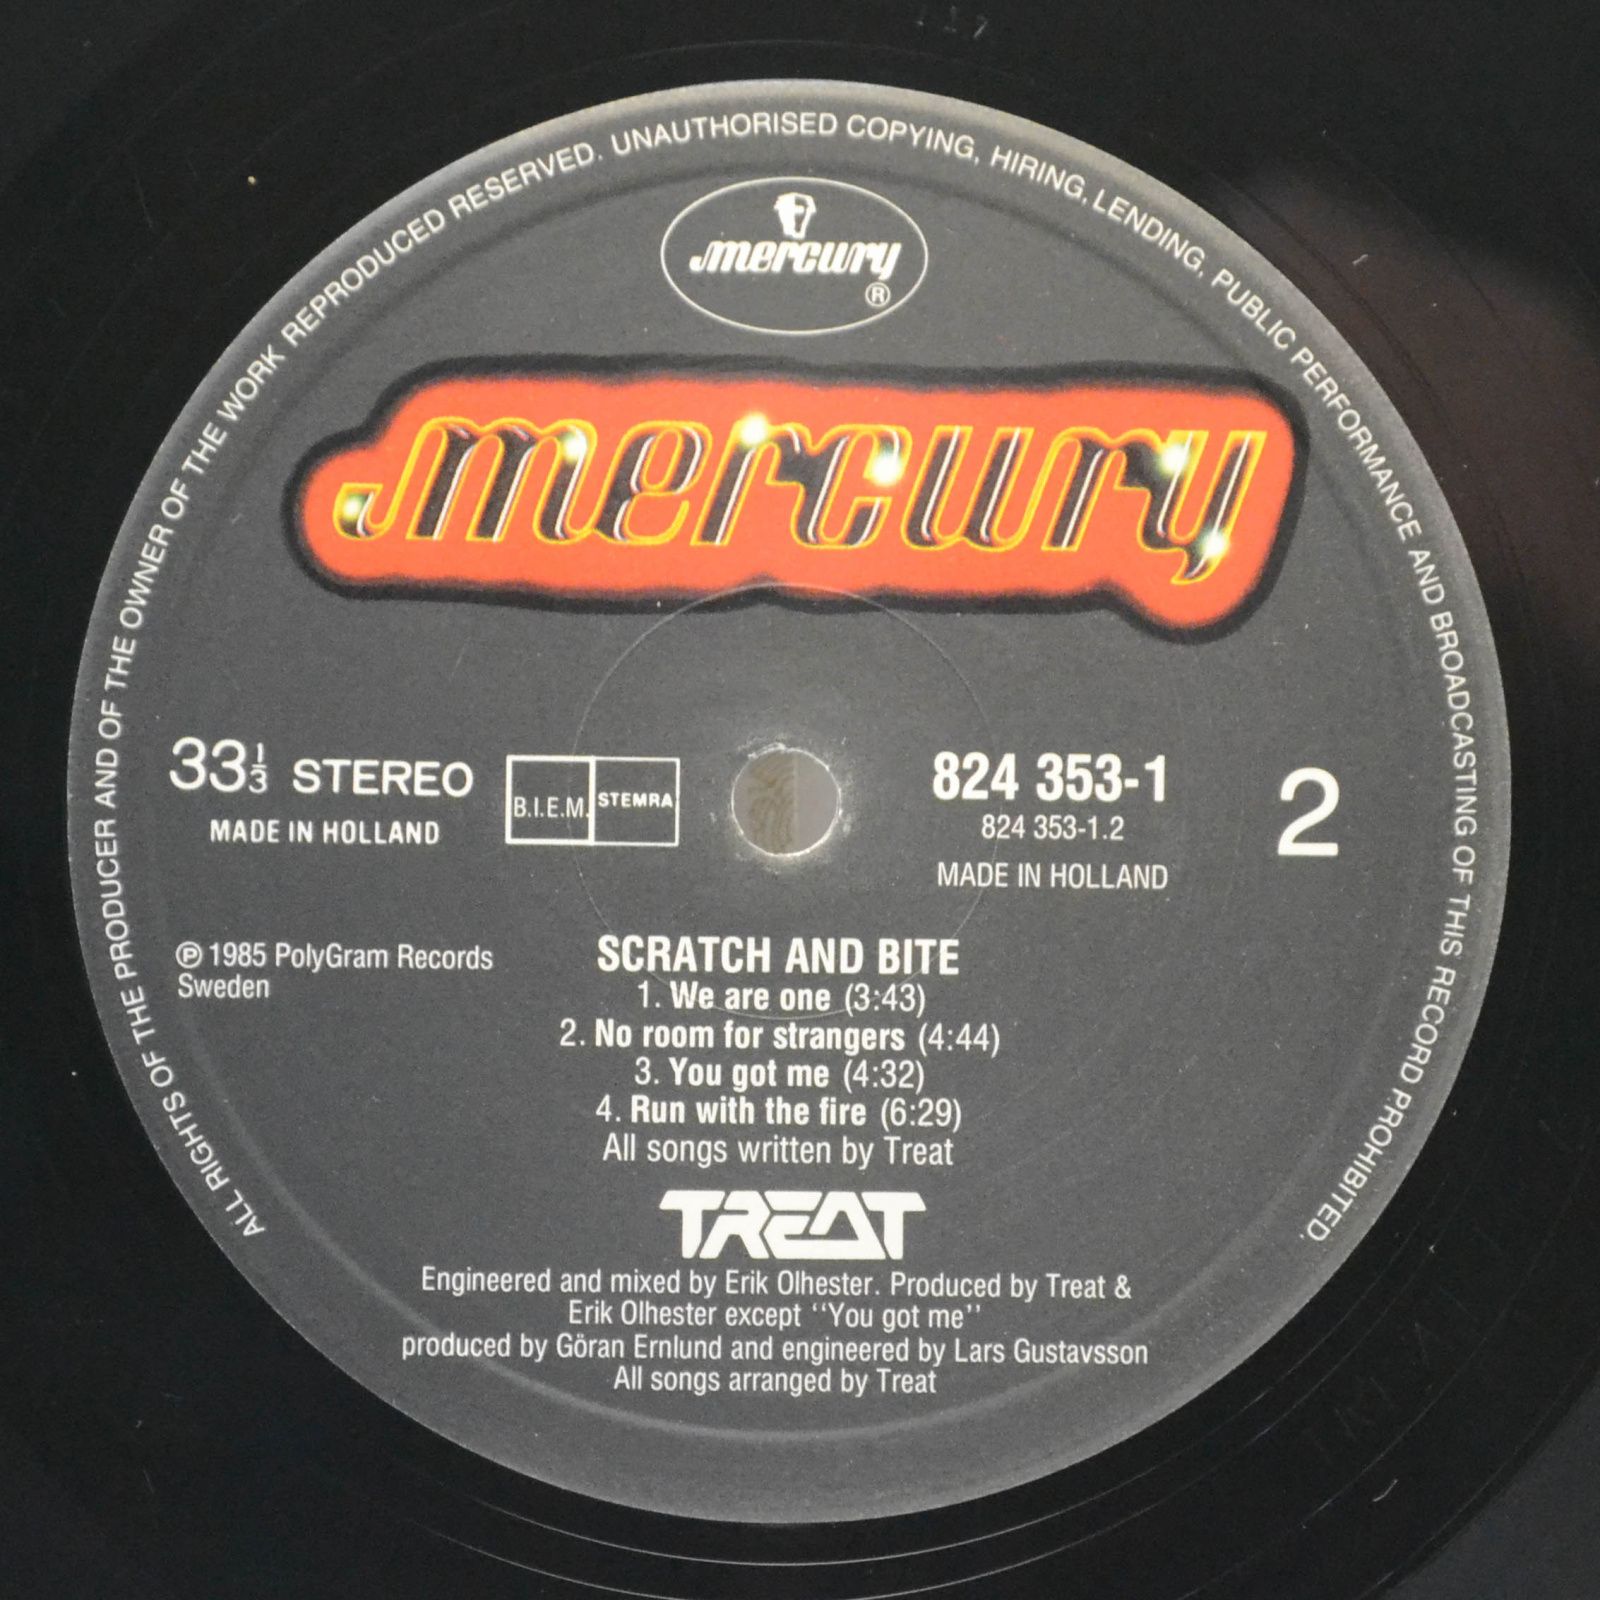 ALL RIGHTS OF THE PRODUCER AND OF THE OWNER OF THE WORK REPRODUCED RESERVED. UNAUTHORISED COPYING, HIRING, LENDING, PUBLIC PERFORMANCE AND BROADCASTING OF THIS RECORD PROHIBITED.
mercury
®
mercury
33⅓ STEREO
MADE IN HOLLAND
B.I.E.M. STEMRA
824 353-1
824 353-1.2
MADE IN HOLLAND
2
℗ 1985 PolyGram Records
Sweden
SCRATCH AND BITE
1. We are one (3:43)
2. No room for strangers (4:44)
3. You got me (4:32)
4. Run with the fire (6:29)
All songs written by Treat
TREAT
Engineered and mixed by Erik Olhester. Produced by Treat &
Erik Olhester except ‘‘You got me’’
produced by Göran Ernlund and engineered by Lars Gustavsson
All songs arranged by Treat